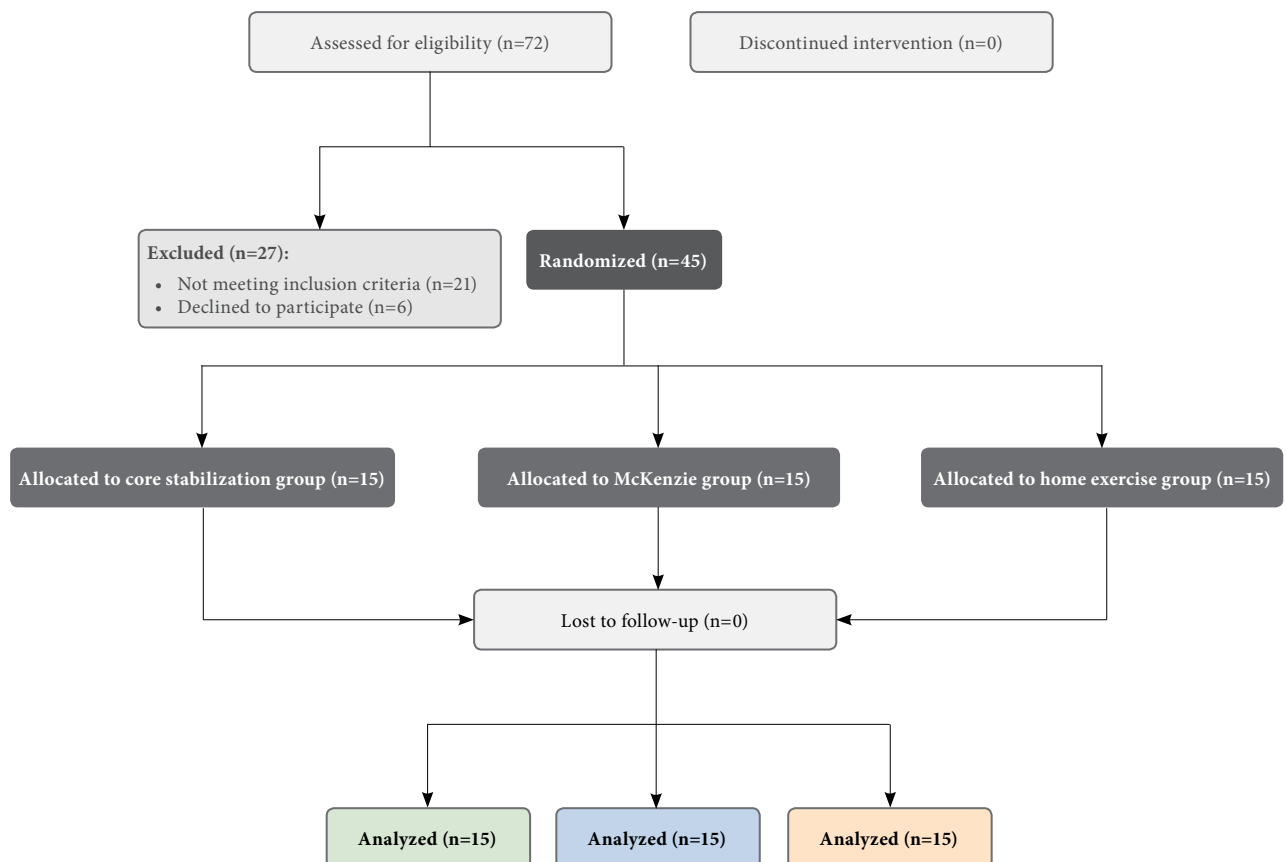 Assessed for eligibility (n=72)
Discontinued intervention (n=0)
Excluded (n=27):
• Not meeting inclusion criteria (n=21)
• Declined to participate (n=6)
Randomized (n=45)
Allocated to core stabilization group (n=15)
Allocated to McKenzie group (n=15)
Allocated to home exercise group (n=15)
Lost to follow-up (n=0)
Analyzed (n=15)
Analyzed (n=15)
Analyzed (n=15)